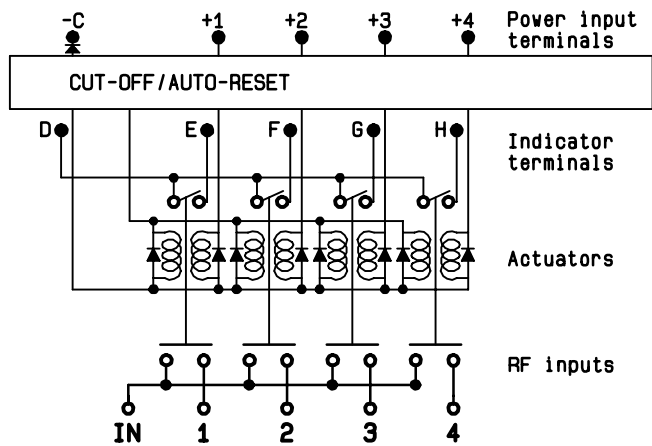 -C +1 +2 +3 +4 Power input
terminals
CUT-OFF/AUTO-RESET
D E F G H Indicator
terminals
Actuators
RF inputs
IN 1 2 3 4